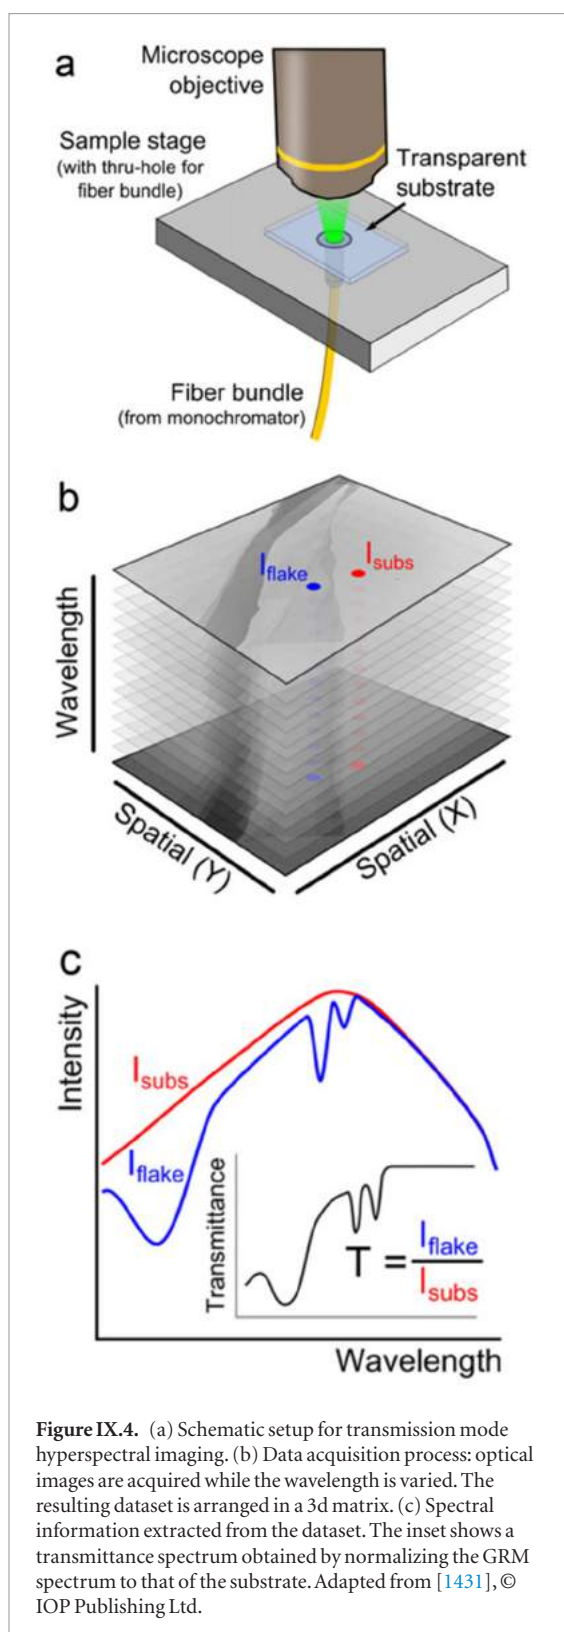 a
Microscope
objective
Sample stage
(with thru-hole for
fiber bundle)
Transparent
substrate
Fiber bundle
(from monochromator)
b
Iflake
Isubs
Wavelength
Spatial (Y)
Spatial (X)
c
Intensity
Isubs
Iflake
Transmittance
T = Iflake
Isubs
Wavelength
Figure IX.4. (a) Schematic setup for transmission mode
hyperspectral imaging. (b) Data acquisition process: optical
images are acquired while the wavelength is varied. The
resulting dataset is arranged in a 3d matrix. (c) Spectral
information extracted from the dataset. The inset shows a
transmittance spectrum obtained by normalizing the GRM
spectrum to that of the substrate. Adapted from [1431], ©
IOP Publishing Ltd.